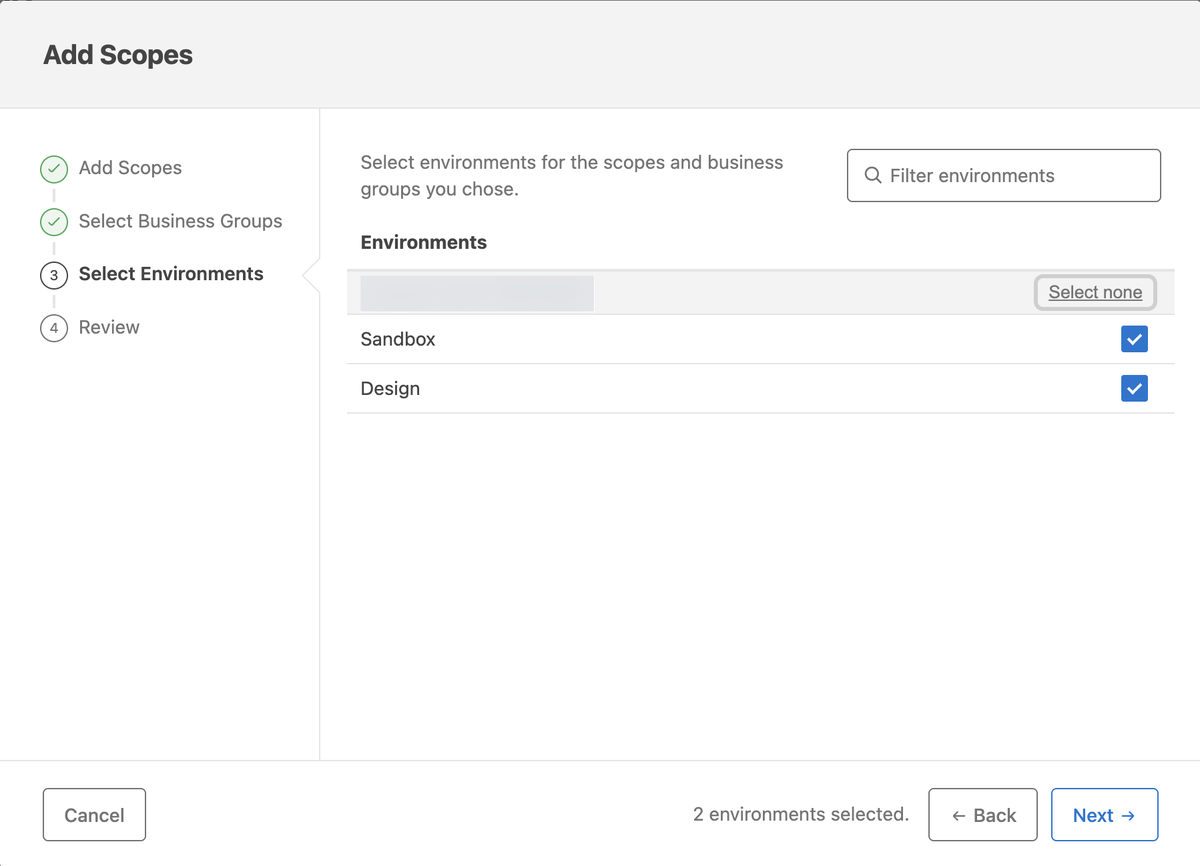 Add Scopes
Add Scopes
Select Business Groups
3 Select Environments
4 Review
Select environments for the scopes and business
groups you chose.
Filter environments
Environments
Select none
Sandbox
Design
Cancel
2 environments selected.
← Back
Next →